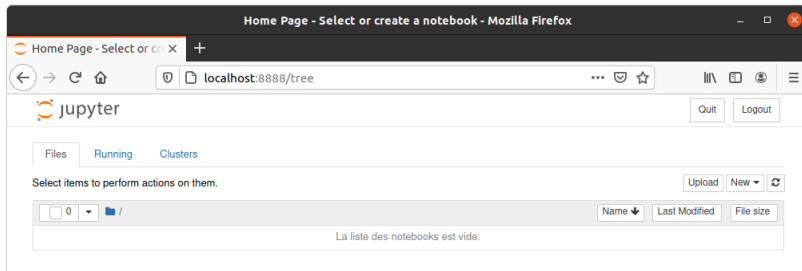 Home Page - Select or create a notebook - Mozilla Firefox
Home Page - Select or cr
localhost:8888/tree
jupyter
Quit Logout
Files Running Clusters
Select items to perform actions on them.
Upload New
0 / Name Last Modified File size
La liste des notebooks est vide.